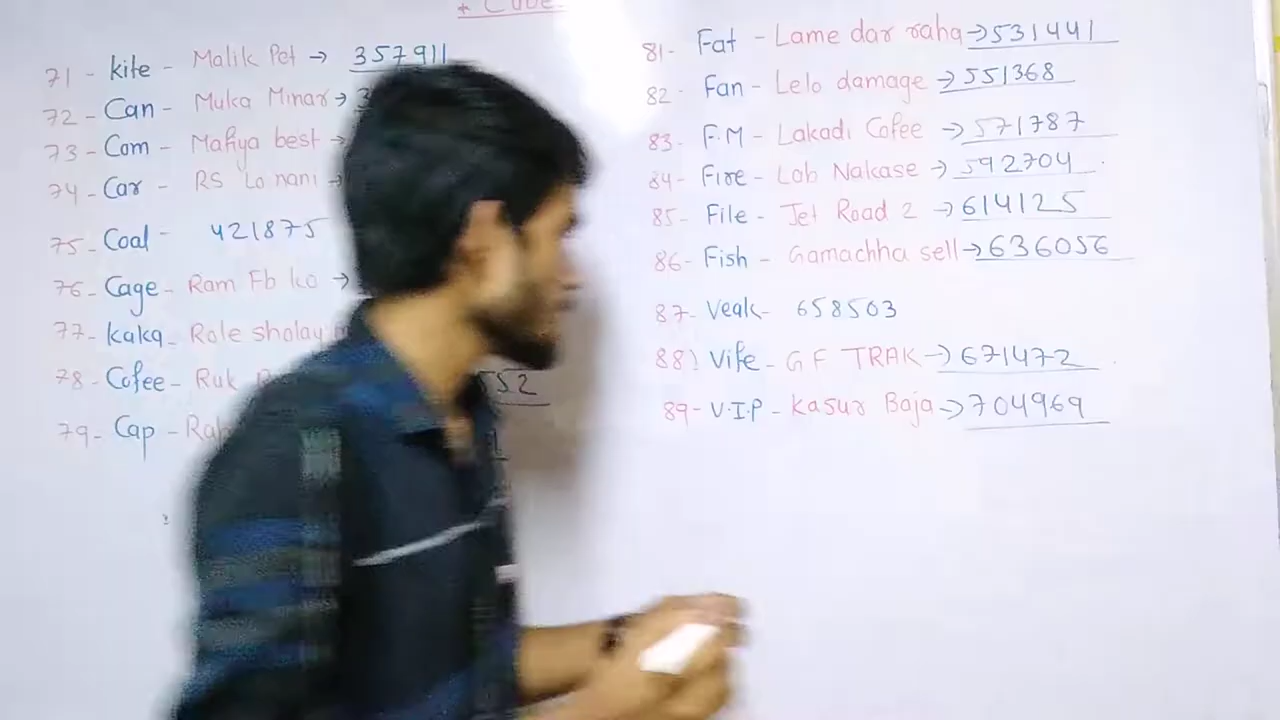 + Cube
71 - kite - Malik Pet → 357911
72 - Can - Muka Minar → 3
73 - Com - Mafiya best →
74 - Car - RS Lo nani →
75 - Coal - 421875
76 - Cage - Ram Fb ko →
77 - kaka - Role sholay
78 - Cofee - Ruk 552
79 - Cap -
81 - Fat - Lame dar raha → 531441
82 - Fan - Lelo damage → 551368
83 - F.M - Lakadi Cofee → 571787
84 - Fire - Lob Nakase → 592704
85 - File - Jet Road 2 → 614125
86 - Fish - Gamachha sell → 636056
87 - Veak - 658503
88) Vife - GF TRAK → 671472
89 - V.I.P - Kasur Baja → 704969